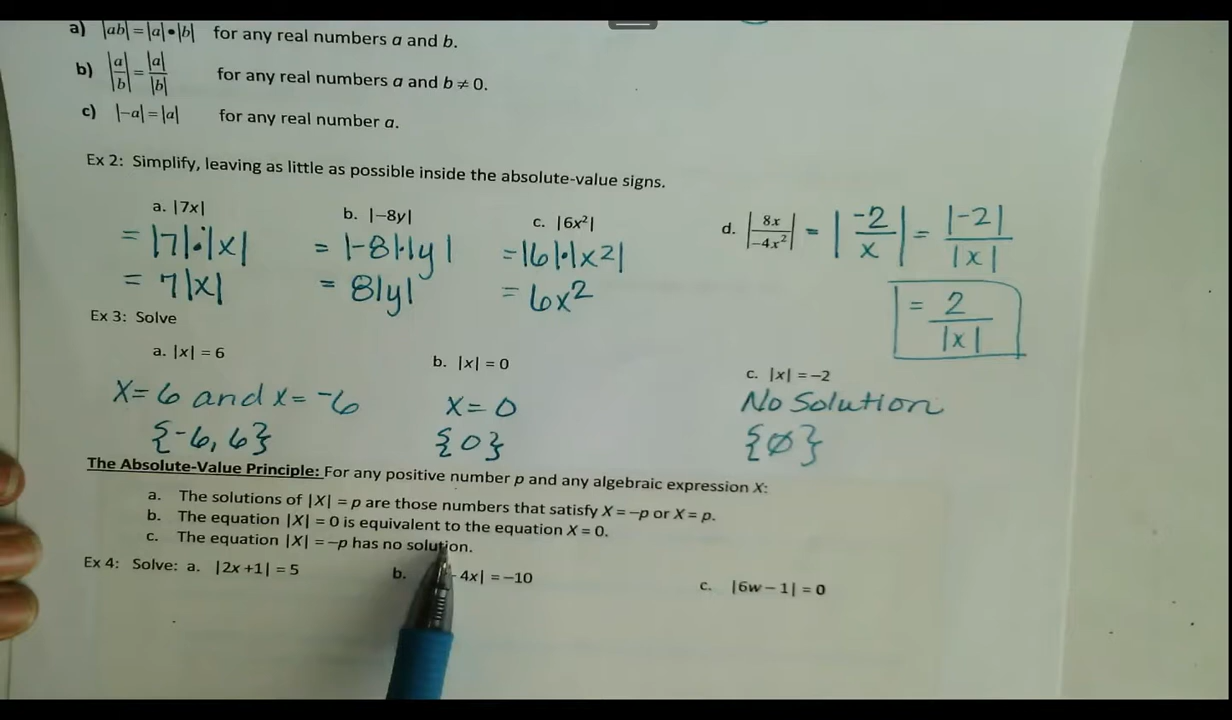 a) |ab|=|a|•|b| for any real numbers a and b.
b) |a/b| = |a|/|b| for any real numbers a and b ≠ 0.
c) |−a|=|a| for any real number a.
Ex 2: Simplify, leaving as little as possible inside the absolute-value signs.
a. |7x| b. |−8y| c. |6x²| d. |8x/−4x²| = |-2/x| = |-2|/|x|
= |7|·|x| = |-8|·|y| = |6|·|x²|
= 7|x| = 8|y| = 6x² = 2/|x|
Ex 3: Solve
a. |x| = 6 b. |x| = 0 c. |x| = −2
x = 6 and x = -6 x = 0 No Solution
{-6, 6} {0} {∅}
The Absolute-Value Principle: For any positive number p and any algebraic expression X:
a. The solutions of |X| = p are those numbers that satisfy X = −p or X = p.
b. The equation |X| = 0 is equivalent to the equation X = 0.
c. The equation |X| = −p has no solution.
Ex 4: Solve: a. |2x +1| = 5 b. 4x| = −10 c. |6w − 1| = 0